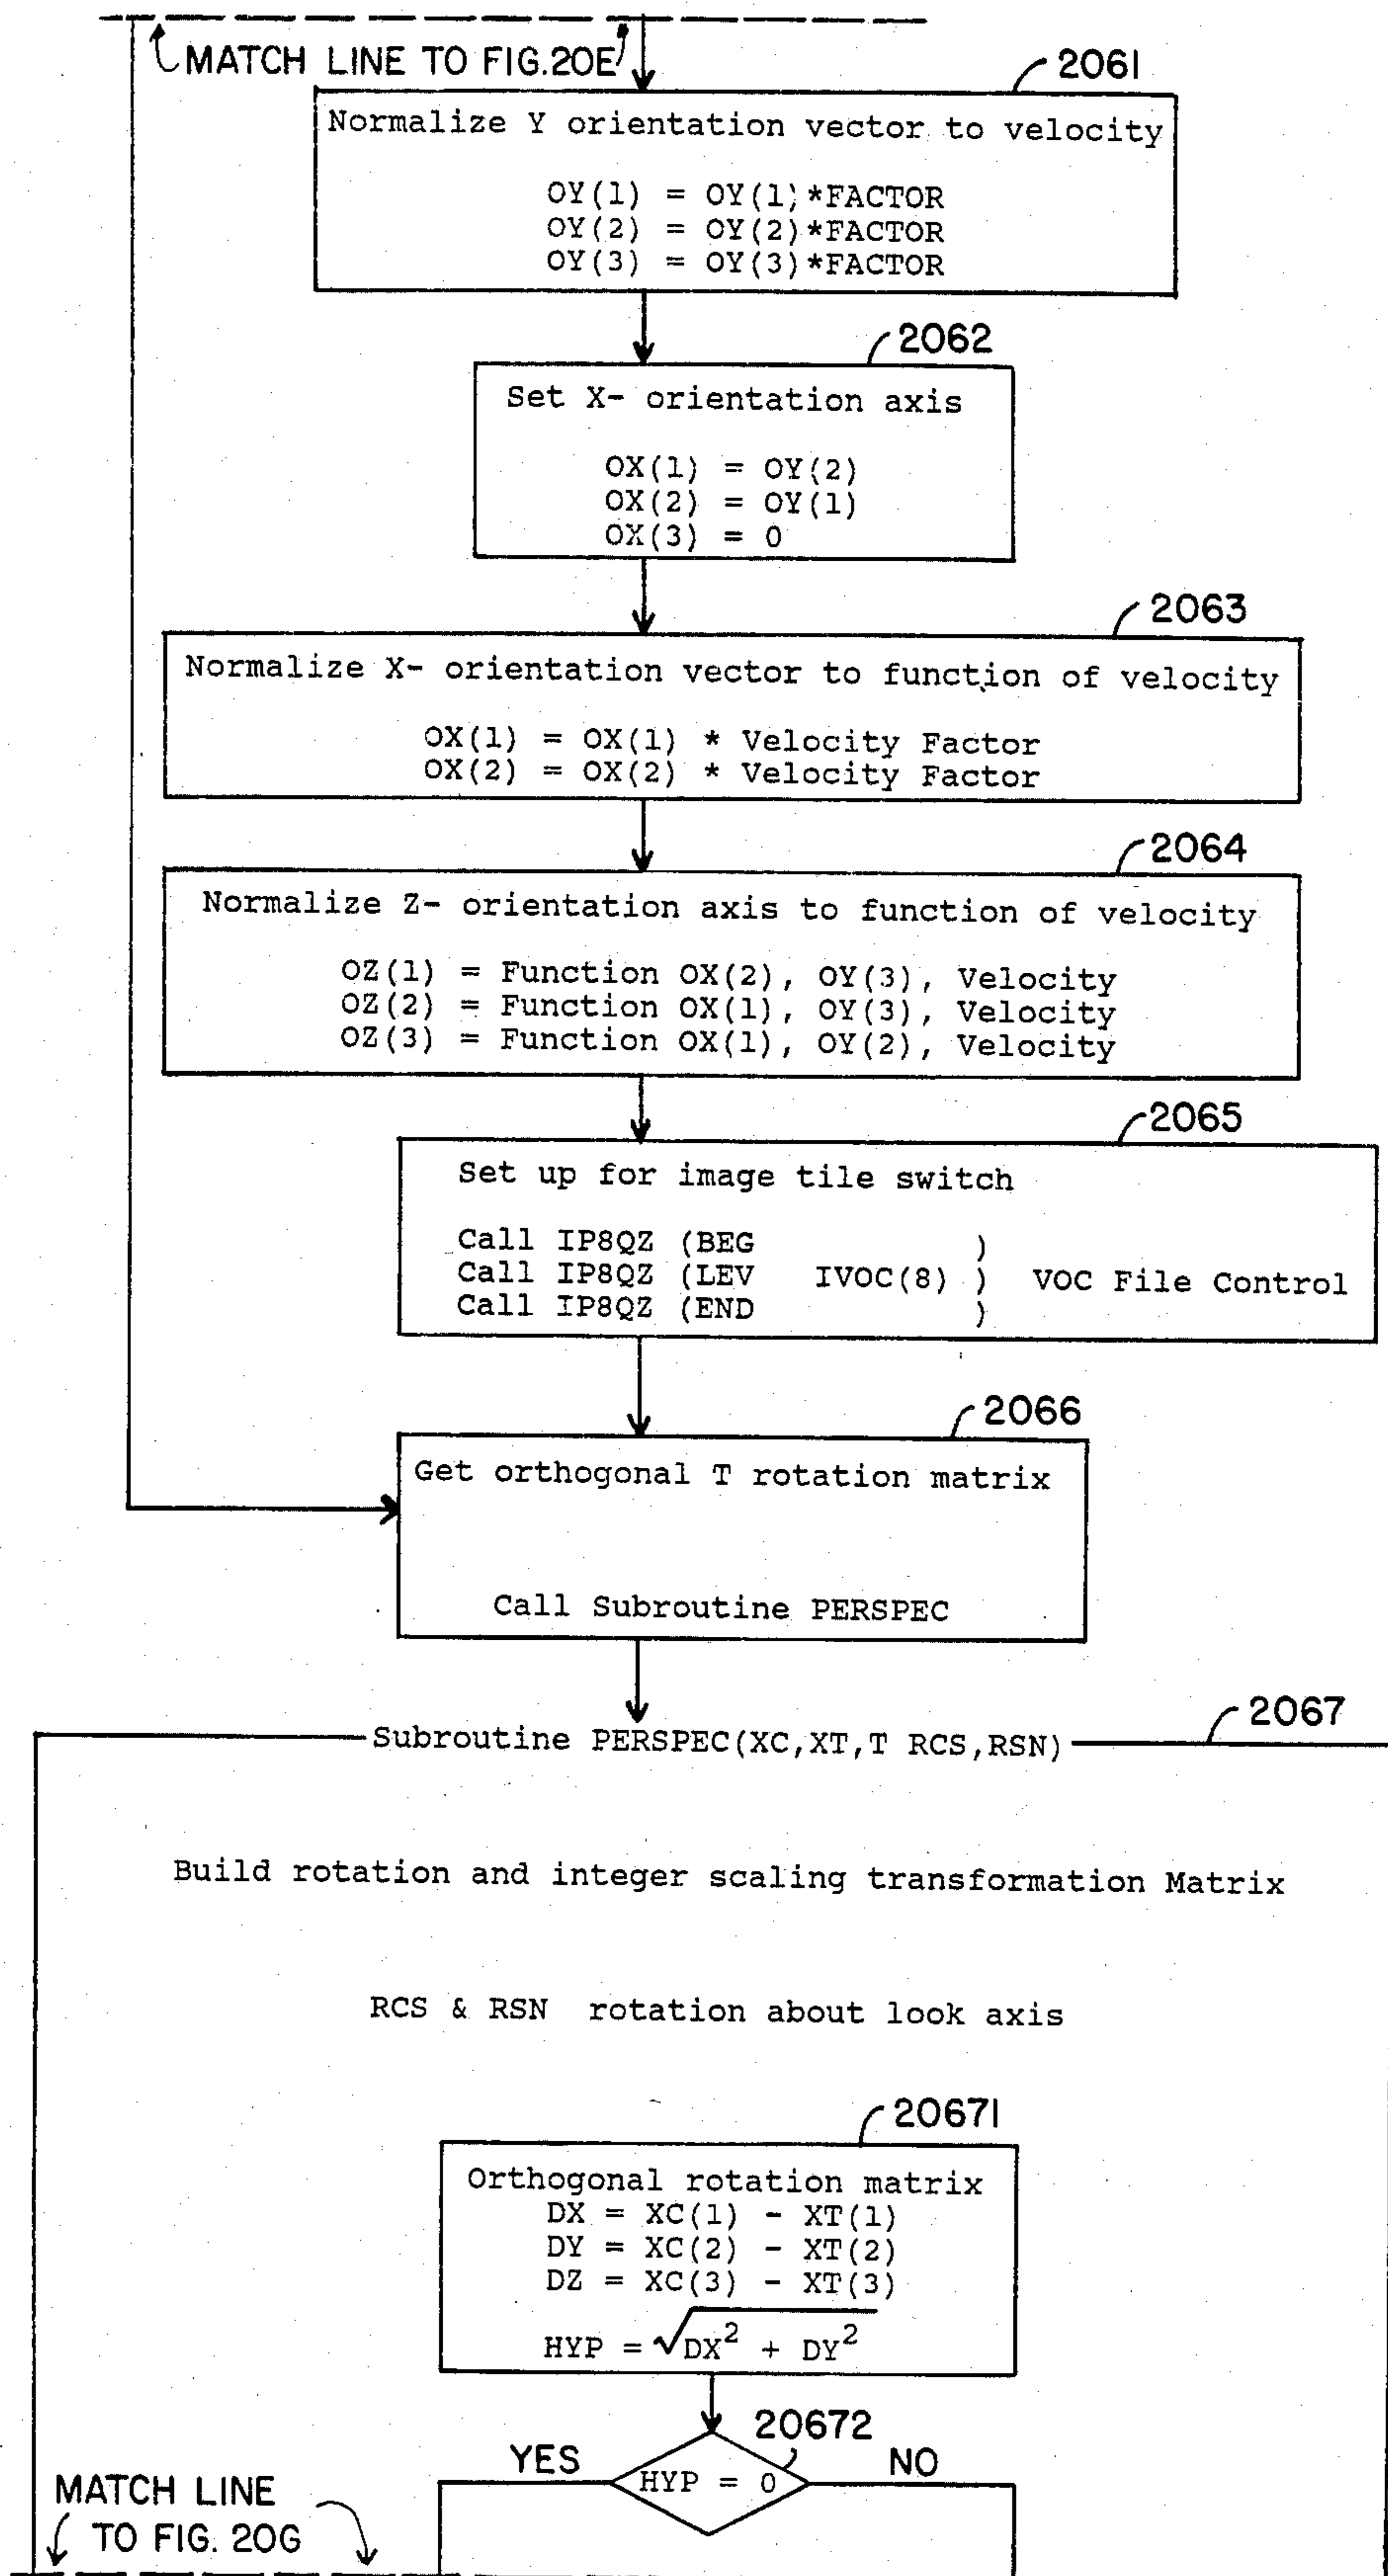 MATCH LINE TO FIG.20E
2061
Normalize Y orientation vector to velocity
OY(1) = OY(1)*FACTOR
OY(2) = OY(2)*FACTOR
OY(3) = OY(3)*FACTOR
2062
Set X- orientation axis
OX(1) = OY(2)
OX(2) = OY(1)
OX(3) = 0
2063
Normalize X- orientation vector to function of velocity
OX(1) = OX(1) * Velocity Factor
OX(2) = OX(2) * Velocity Factor
2064
Normalize Z- orientation axis to function of velocity
OZ(1) = Function OX(2), OY(3), Velocity
OZ(2) = Function OX(1), OY(3), Velocity
OZ(3) = Function OX(1), OY(2), Velocity
2065
Set up for image tile switch
Call IP8QZ (BEG )
Call IP8QZ (LEV IVOC(8) ) VOC File Control
Call IP8QZ (END )
2066
Get orthogonal T rotation matrix
Call Subroutine PERSPEC
2067
Subroutine PERSPEC(XC,XT,T RCS,RSN)
Build rotation and integer scaling transformation Matrix
RCS & RSN rotation about look axis
20671
Orthogonal rotation matrix
DX = XC(1) - XT(1)
DY = XC(2) - XT(2)
DZ = XC(3) - XT(3)
HYP = √DX² + DY²
20672
YES
HYP = 0
NO
MATCH LINE
TO FIG. 20G